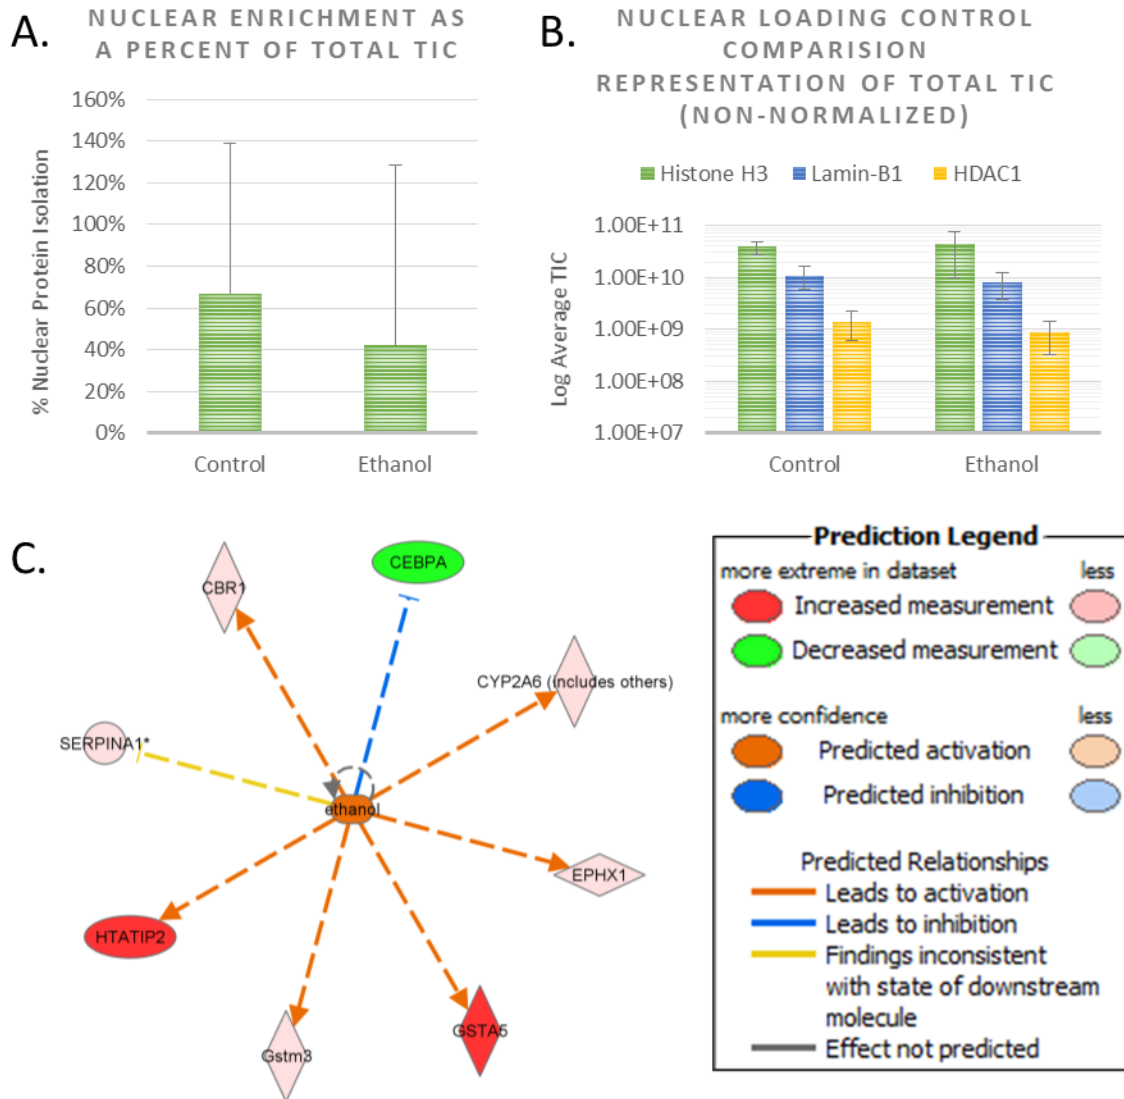 A.
NUCLEAR ENRICHMENT AS
A PERCENT OF TOTAL TIC
160%
140%
120%
100%
80%
60%
40%
20%
0%
% Nuclear Protein Isolation
Control
Ethanol
B.
NUCLEAR LOADING CONTROL
COMPARISION
REPRESENTATION OF TOTAL TIC
(NON-NORMALIZED)
Histone H3
Lamin-B1
HDAC1
1.00E+11
1.00E+10
1.00E+09
1.00E+08
1.00E+07
Log Average TIC
Control
Ethanol
C.
CBR1
CEBPA
CYP2A6 (includes others)
SERPINA1*
ethanol
EPHX1
HTATIP2
Gstm3
GSTA5
Prediction Legend
more extreme in dataset less
Increased measurement
Decreased measurement
more confidence less
Predicted activation
Predicted inhibition
Predicted Relationships
Leads to activation
Leads to inhibition
Findings inconsistent
with state of downstream
molecule
Effect not predicted